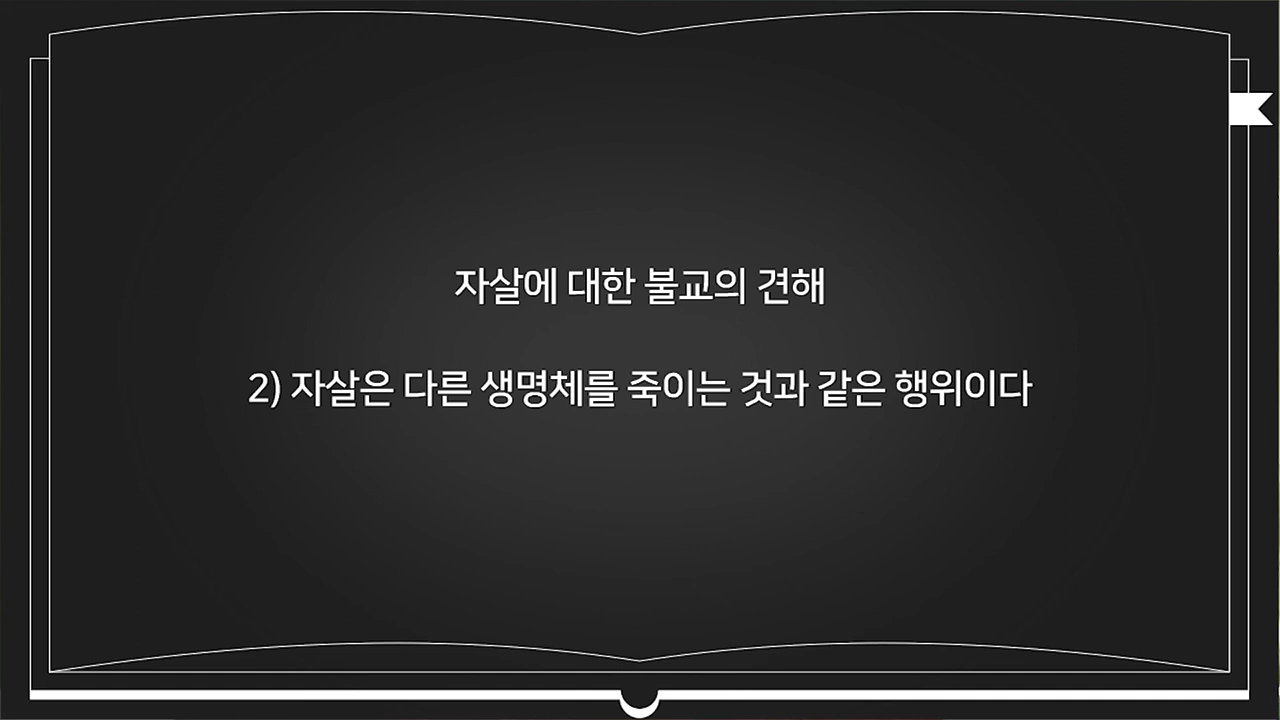 자살에 대한 불교의 견해
2) 자살은 다른 생명체를 죽이는 것과 같은 행위이다